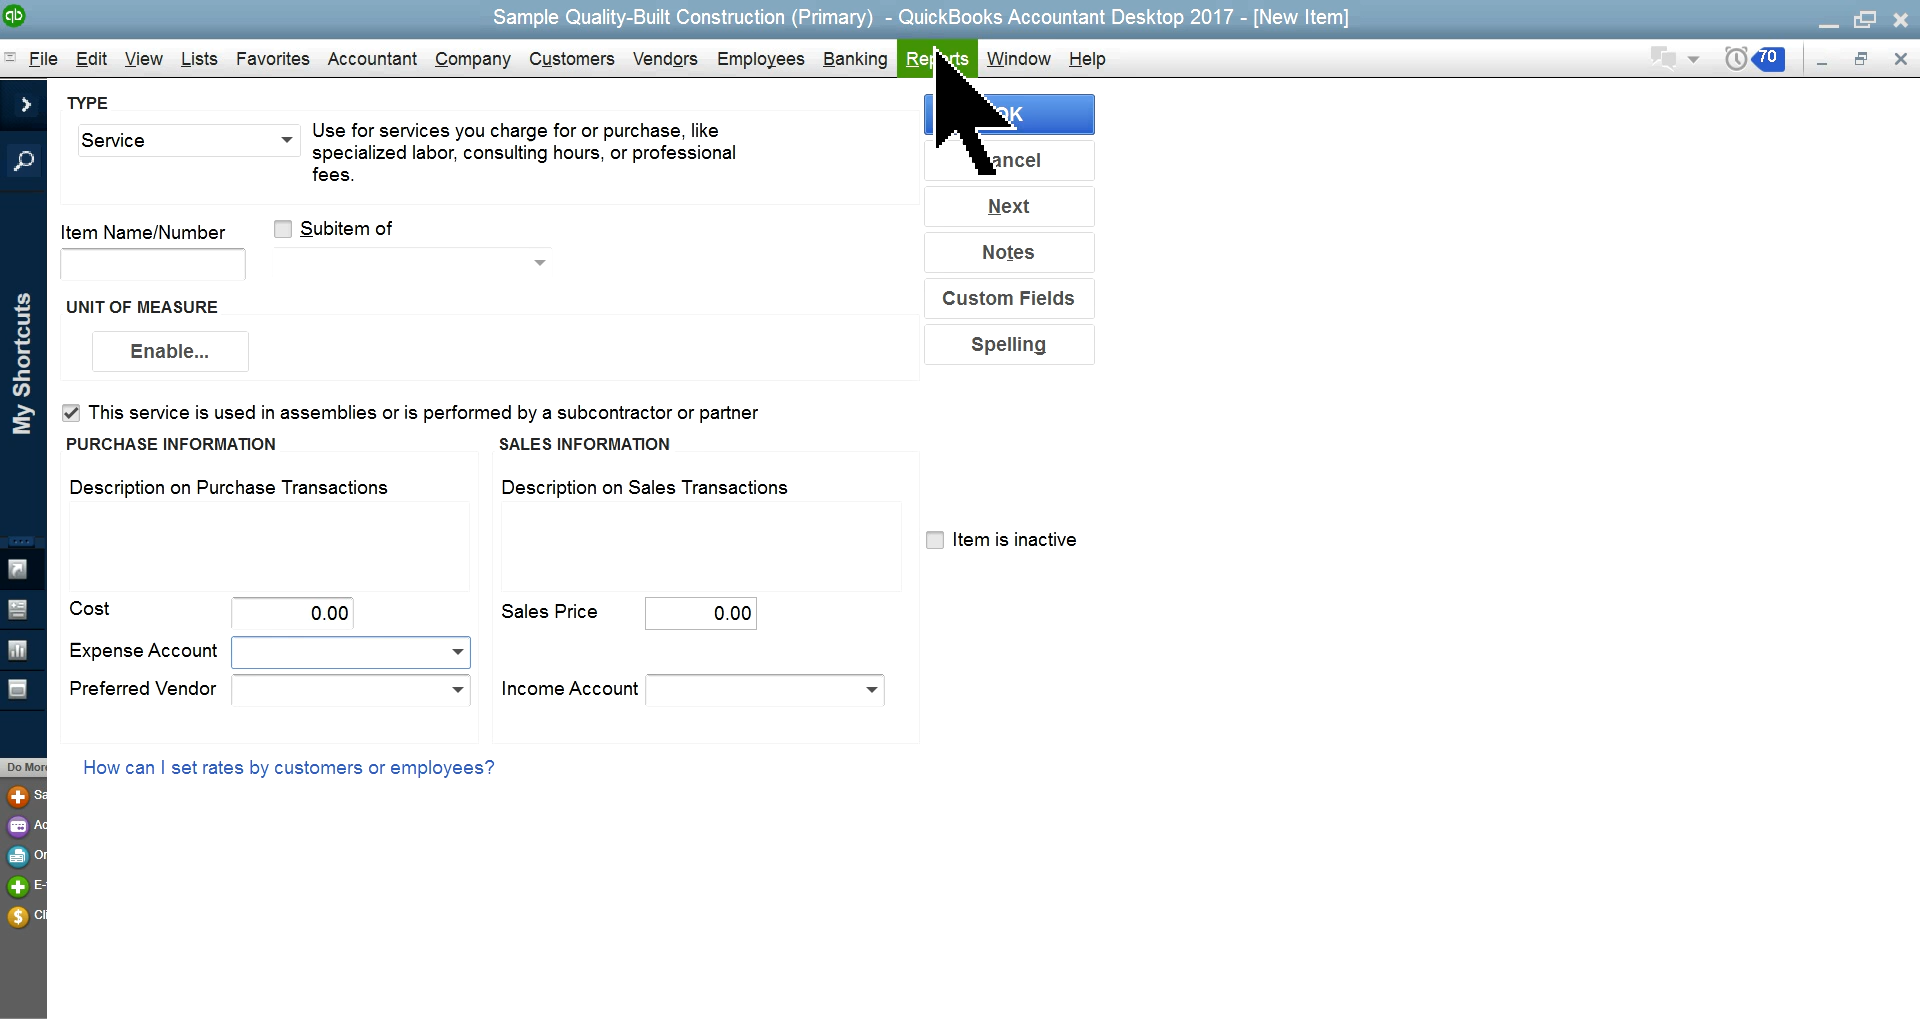 qb
Sample Quality-Built Construction (Primary) - QuickBooks Accountant Desktop 2017 - [New Item]
File Edit View Lists Favorites Accountant Company Customers Vendors Employees Banking Window Help
70
TYPE
Service
Use for services you charge for or purchase, like
specialized labor, consulting hours, or professional
fees.
Next
Notes
Custom Fields
Spelling
Item Name/Number
Subitem of
UNIT OF MEASURE
Enable...
My Shortcuts
This service is used in assemblies or is performed by a subcontractor or partner
PURCHASE INFORMATION
SALES INFORMATION
Description on Purchase Transactions
Description on Sales Transactions
Item is inactive
Cost 0.00
Sales Price 0.00
Expense Account
Preferred Vendor
Income Account
How can I set rates by customers or employees?
Do